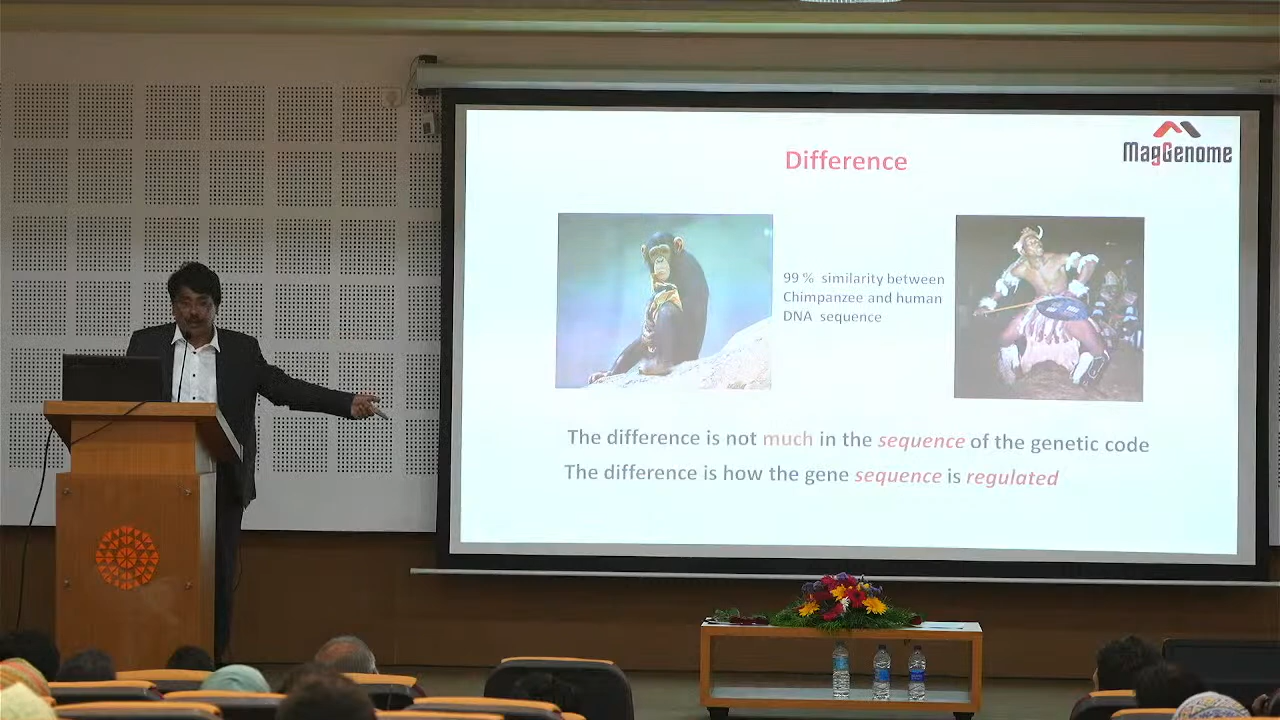 Difference
MagGenome
99 % similarity between
Chimpanzee and human
DNA sequence
The difference is not much in the sequence of the genetic code
The difference is how the gene sequence is regulated